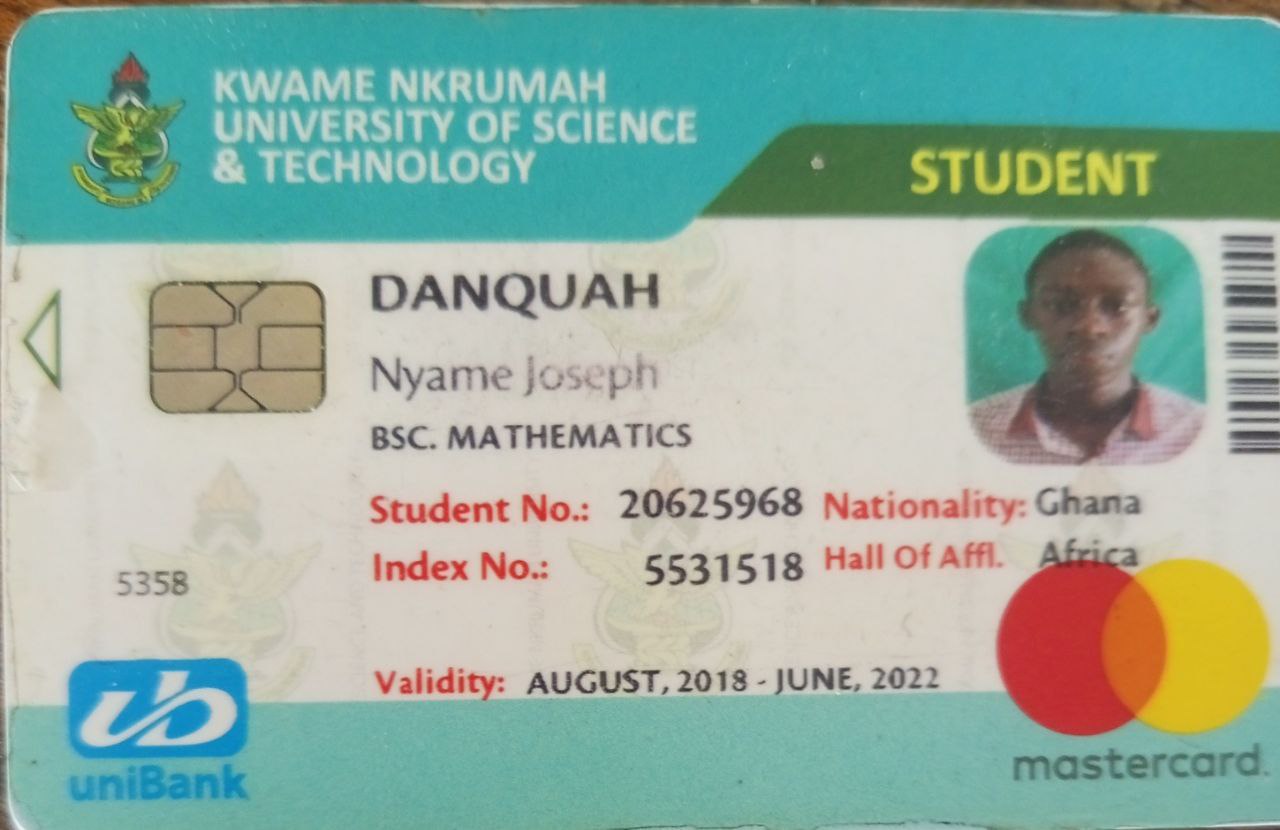 KWAME NKRUMAH
UNIVERSITY OF SCIENCE
& TECHNOLOGY
STUDENT
DANQUAH
Nyame Joseph
BSC. MATHEMATICS
Student No.: 20625968 Nationality: Ghana
Index No.: 5531518 Hall Of Affl. Africa
5358
Validity: AUGUST, 2018 - JUNE, 2022
ub
uniBank
mastercard.